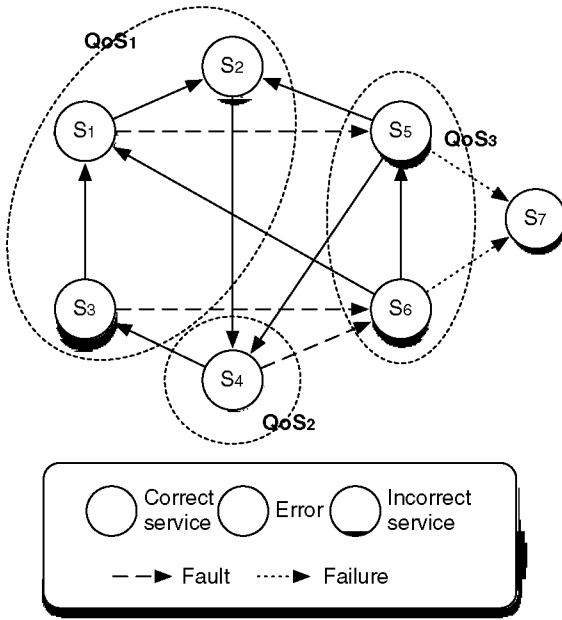 QoS1
S2
S1
S5
QoS3
S7
S3
S6
S4
QoS2
Correct service
Error
Incorrect service
Fault
Failure